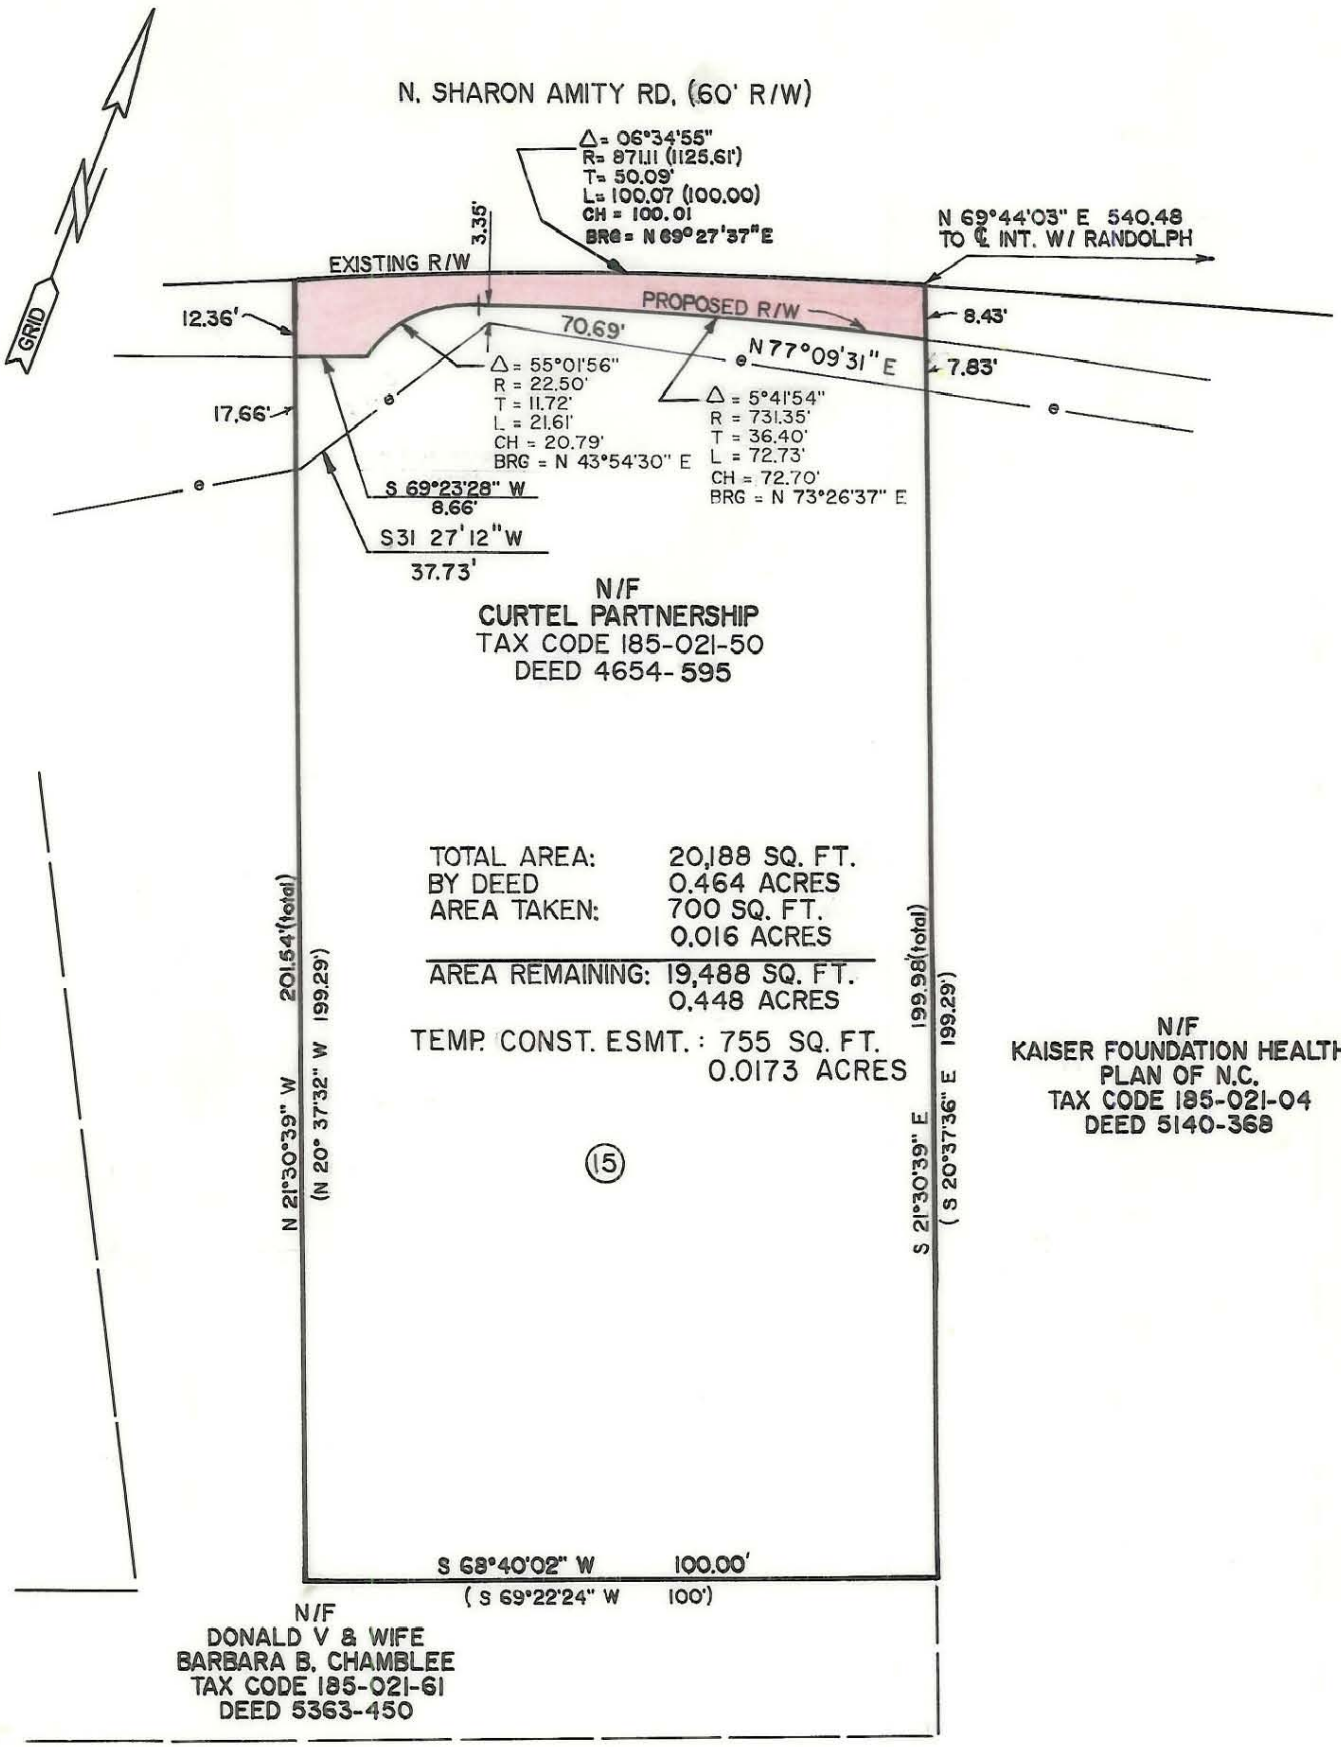 N. SHARON AMITY RD, (60' R/W)
Δ= 06°34'55"
R= 871.11 (1125.61')
T= 50.09'
L= 100.07 (100.00)
CH = 100.01
BRG = N 69°27'37" E
N 69°44'03" E 540.48
TO ℄ INT. W/ RANDOLPH
GRID
EXISTING R/W
3.35'
PROPOSED R/W
12.36'
8.43'
70.69'
N 77°09'31" E
7.83'
17.66'
Δ = 55°01'56"
R = 22.50'
T = 11.72'
L = 21.61'
CH = 20.79'
BRG = N 43°54'30" E
Δ = 5°41'54"
R = 731.35'
T = 36.40'
L = 72.73'
CH = 72.70'
BRG = N 73°26'37" E
e
e
e
e
S 69°23'28" W
8.66'
S31 27'12" W
37.73'
N/F
CURTEL PARTNERSHIP
TAX CODE 185-021-50
DEED 4654-595
TOTAL AREA: 20,188 SQ. FT.
BY DEED 0.464 ACRES
AREA TAKEN: 700 SQ. FT.
0.016 ACRES
AREA REMAINING: 19,488 SQ. FT.
0.448 ACRES
TEMP. CONST. ESMT. : 755 SQ. FT.
0.0173 ACRES
15
N 21°30'39" W 201.54'(total)
(N 20° 37'32" W 199.29')
S 21°30'39" E 199.98'(total)
( S 20°37'36" E 199.29')
N/F
KAISER FOUNDATION HEALTH
PLAN OF N.C.
TAX CODE 185-021-04
DEED 5140-368
S 68°40'02" W 100.00'
( S 69°22'24" W 100')
N/F
DONALD V & WIFE
BARBARA B. CHAMBLEE
TAX CODE 185-021-61
DEED 5363-450